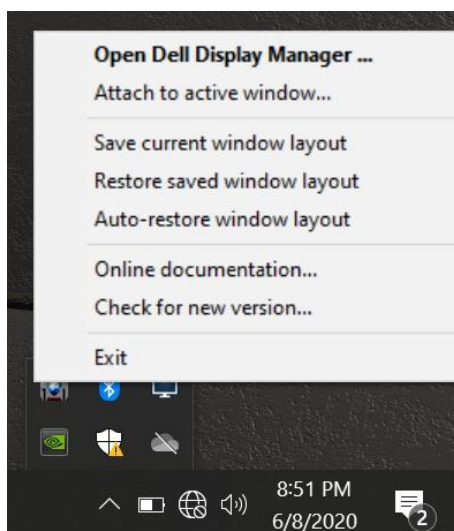 Open Dell Display Manager ...
Attach to active window...
Save current window layout
Restore saved window layout
Auto-restore window layout
Online documentation...
Check for new version...
Exit
8:51 PM
6/8/2020
2